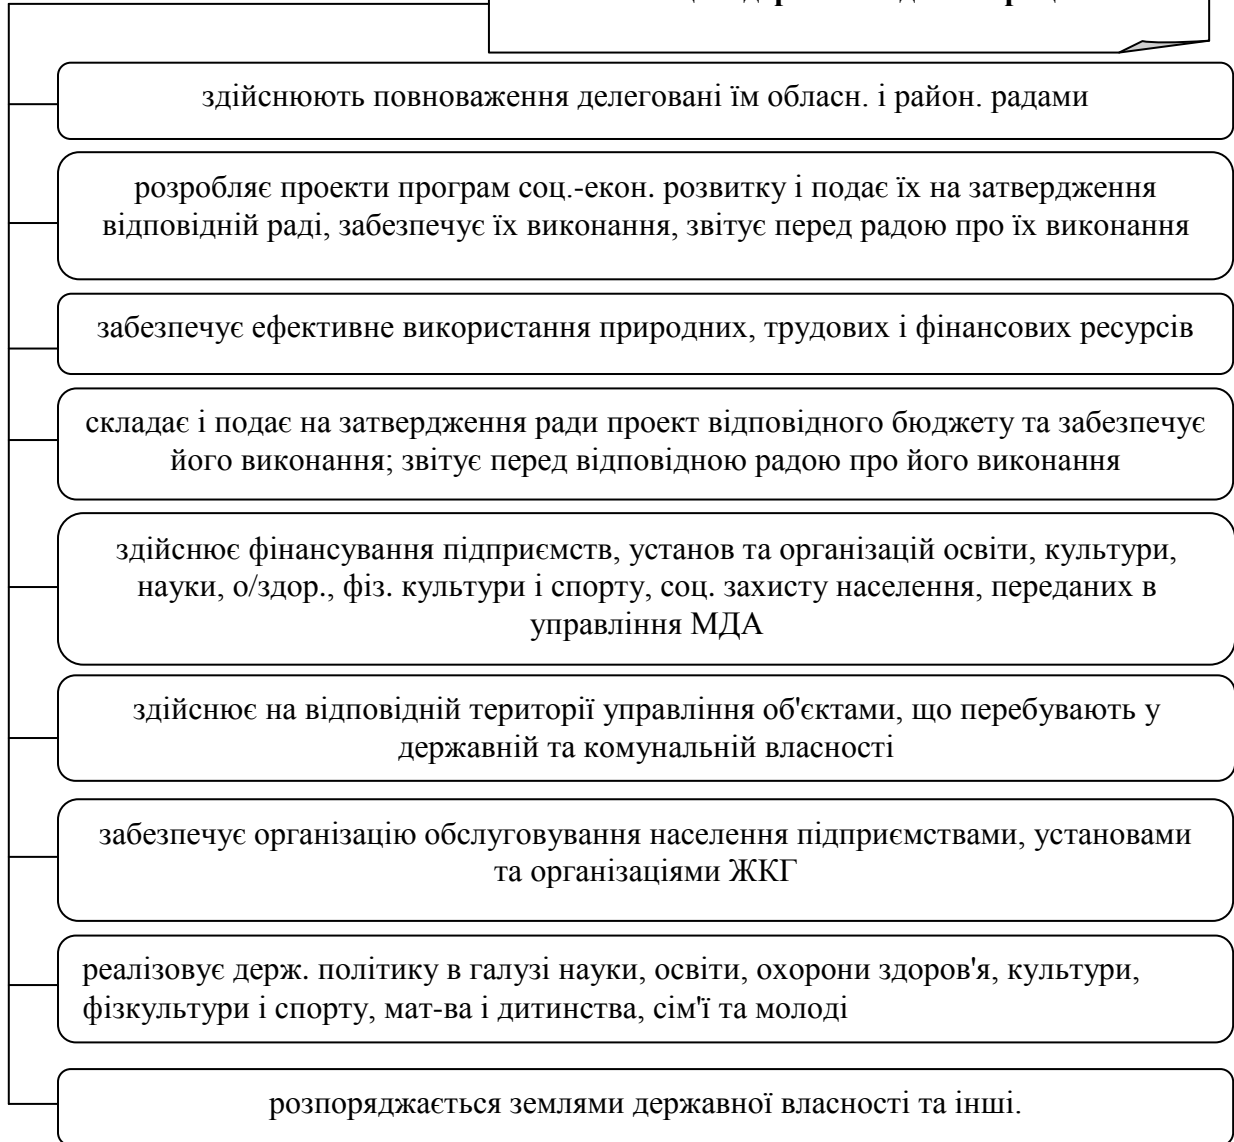 здійснюють повноваження делеговані їм обласн. і район. радами
розробляє проекти програм соц.-екон. розвитку і подає їх на затвердження
відповідній раді, забезпечує їх виконання, звітує перед радою про їх виконання
забезпечує ефективне використання природних, трудових і фінансових ресурсів
складає і подає на затвердження ради проект відповідного бюджету та забезпечує
його виконання; звітує перед відповідною радою про його виконання
здійснює фінансування підприємств, установ та організацій освіти, культури,
науки, о/здор., фіз. культури і спорту, соц. захисту населення, переданих в
управління МДА
здійснює на відповідній території управління об'єктами, що перебувають у
державній та комунальній власності
забезпечує організацію обслуговування населення підприємствами, установами
та організаціями ЖКГ
реалізовує держ. політику в галузі науки, освіти, охорони здоров'я, культури,
фізкультури і спорту, мат-ва і дитинства, сім'ї та молоді
розпоряджається землями державної власності та інші.